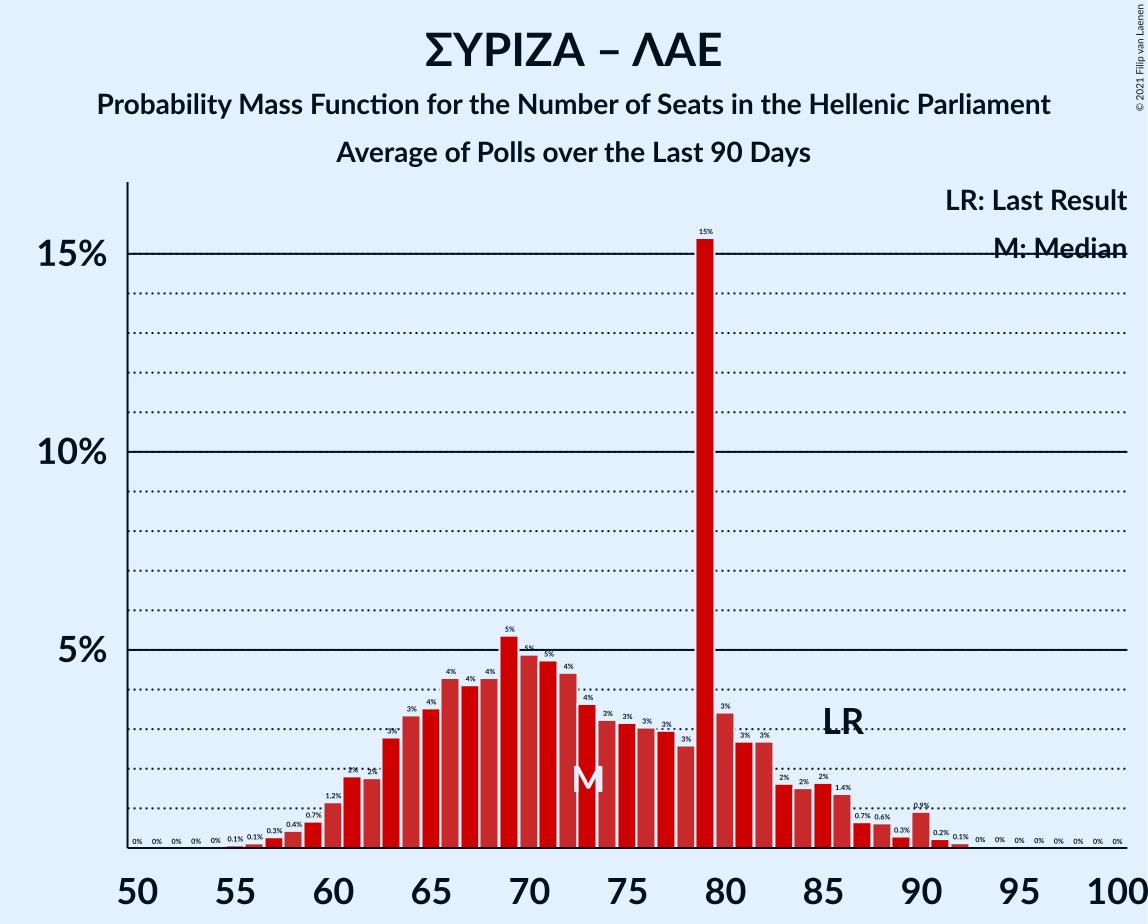 ΣΥΡΙΖΑ – ΛΑΕ
Probability Mass Function for the Number of Seats in the Hellenic Parliament
Average of Polls over the Last 90 Days
© 2021 Filip van Laenen
LR: Last Result
M: Median
15%
10%
5%
0% 0% 0% 0% 0% 0.1% 0.1% 0.3% 0.4% 0.7% 1.2% 2% 2% 3% 3% 4% 4% 4% 4% 5% 5% 5% 4% 4% 3% 3% 3% 3% 3% 15% 3% 3% 3% 2% 2% 2% 1.4% 0.7% 0.6% 0.3% 0.9% 0.2% 0.1% 0% 0% 0% 0% 0% 0% 0% 0%
LR
M
50 55 60 65 70 75 80 85 90 95 100